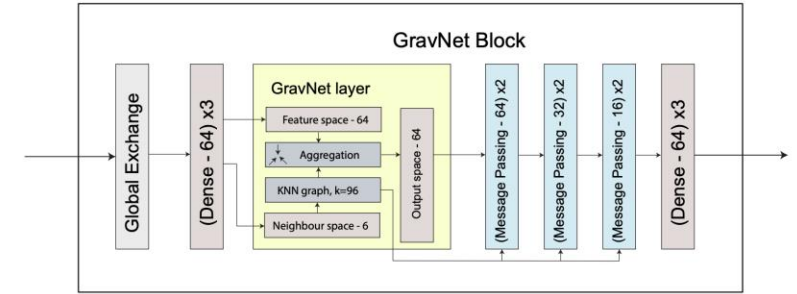 GravNet Block
Global Exchange
(Dense - 64) x3
GravNet layer
Feature space - 64
Aggregation
KNN graph, k=96
Neighbour space - 6
Output space - 64
(Message Passing - 64) x2
(Message Passing - 32) x2
(Message Passing - 16) x2
(Dense - 64) x3